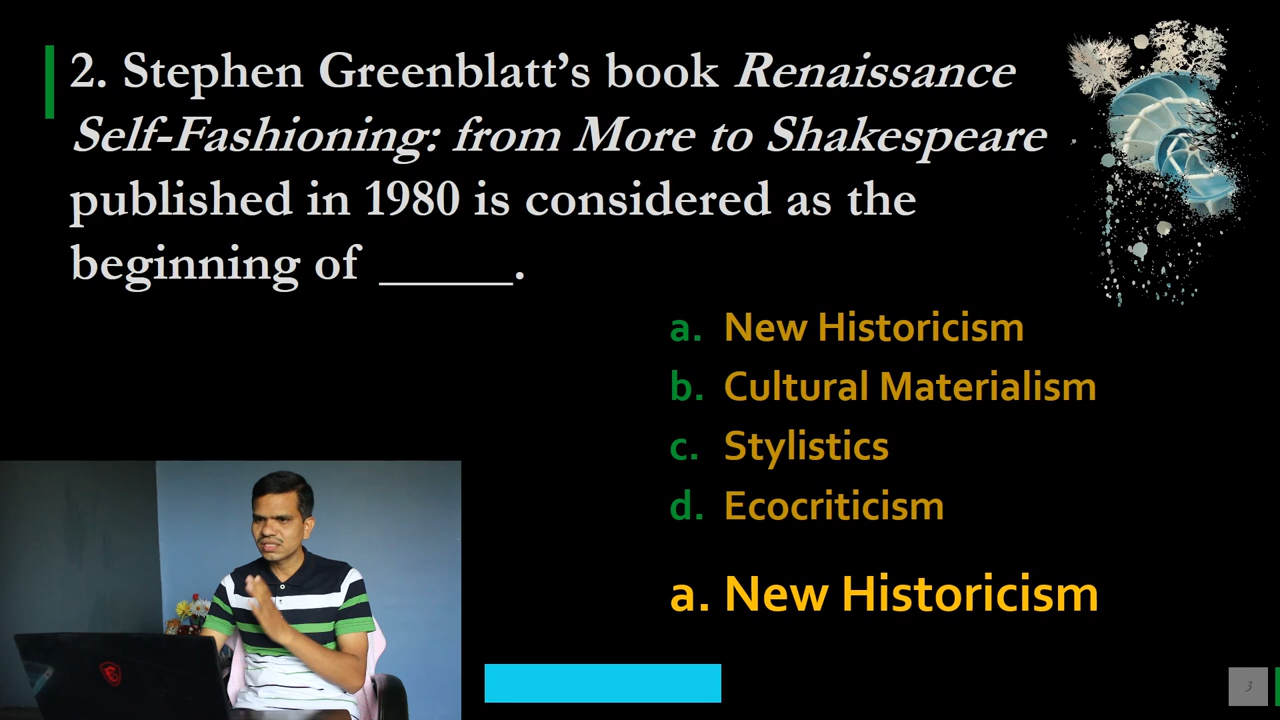 2. Stephen Greenblatt’s book Renaissance
Self-Fashioning: from More to Shakespeare
published in 1980 is considered as the
beginning of ______.
a. New Historicism
b. Cultural Materialism
c. Stylistics
d. Ecocriticism
a. New Historicism
3